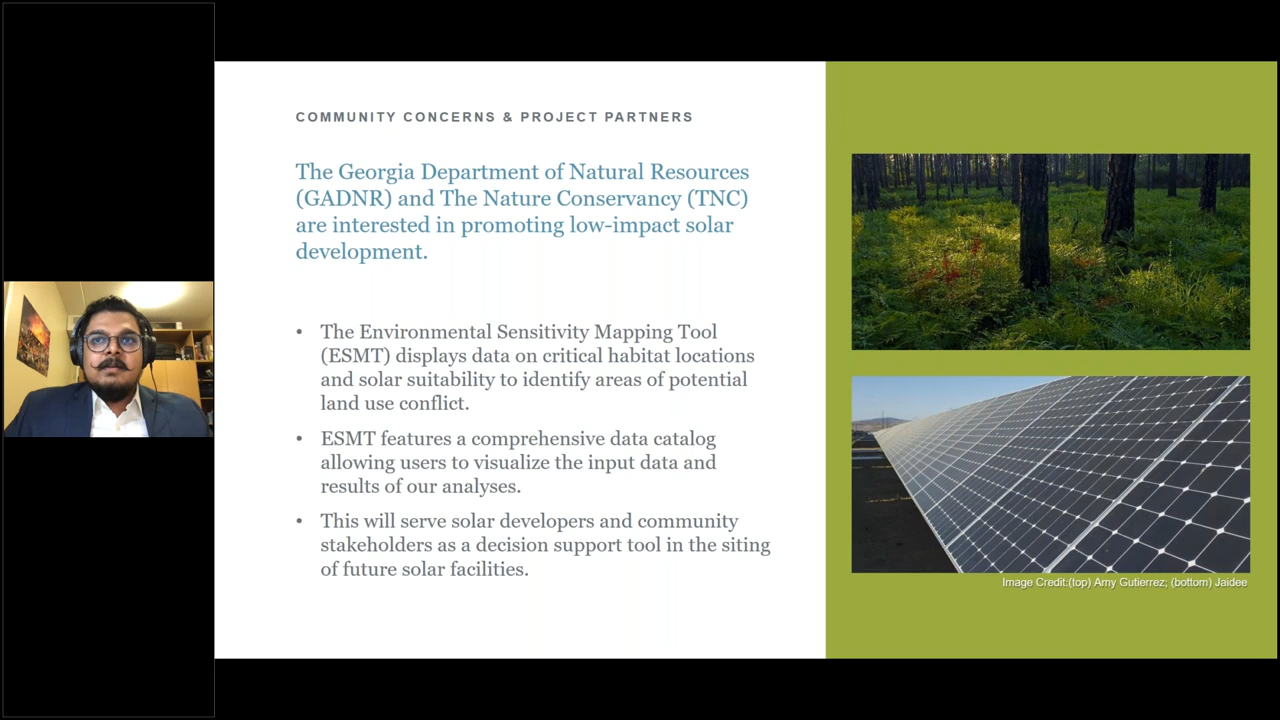 COMMUNITY CONCERNS & PROJECT PARTNERS
The Georgia Department of Natural Resources
(GADNR) and The Nature Conservancy (TNC)
are interested in promoting low-impact solar
development.
• The Environmental Sensitivity Mapping Tool
(ESMT) displays data on critical habitat locations
and solar suitability to identify areas of potential
land use conflict.
• ESMT features a comprehensive data catalog
allowing users to visualize the input data and
results of our analyses.
• This will serve solar developers and community
stakeholders as a decision support tool in the siting
of future solar facilities.
Image Credit:(top) Amy Gutierrez; (bottom) Jaidee